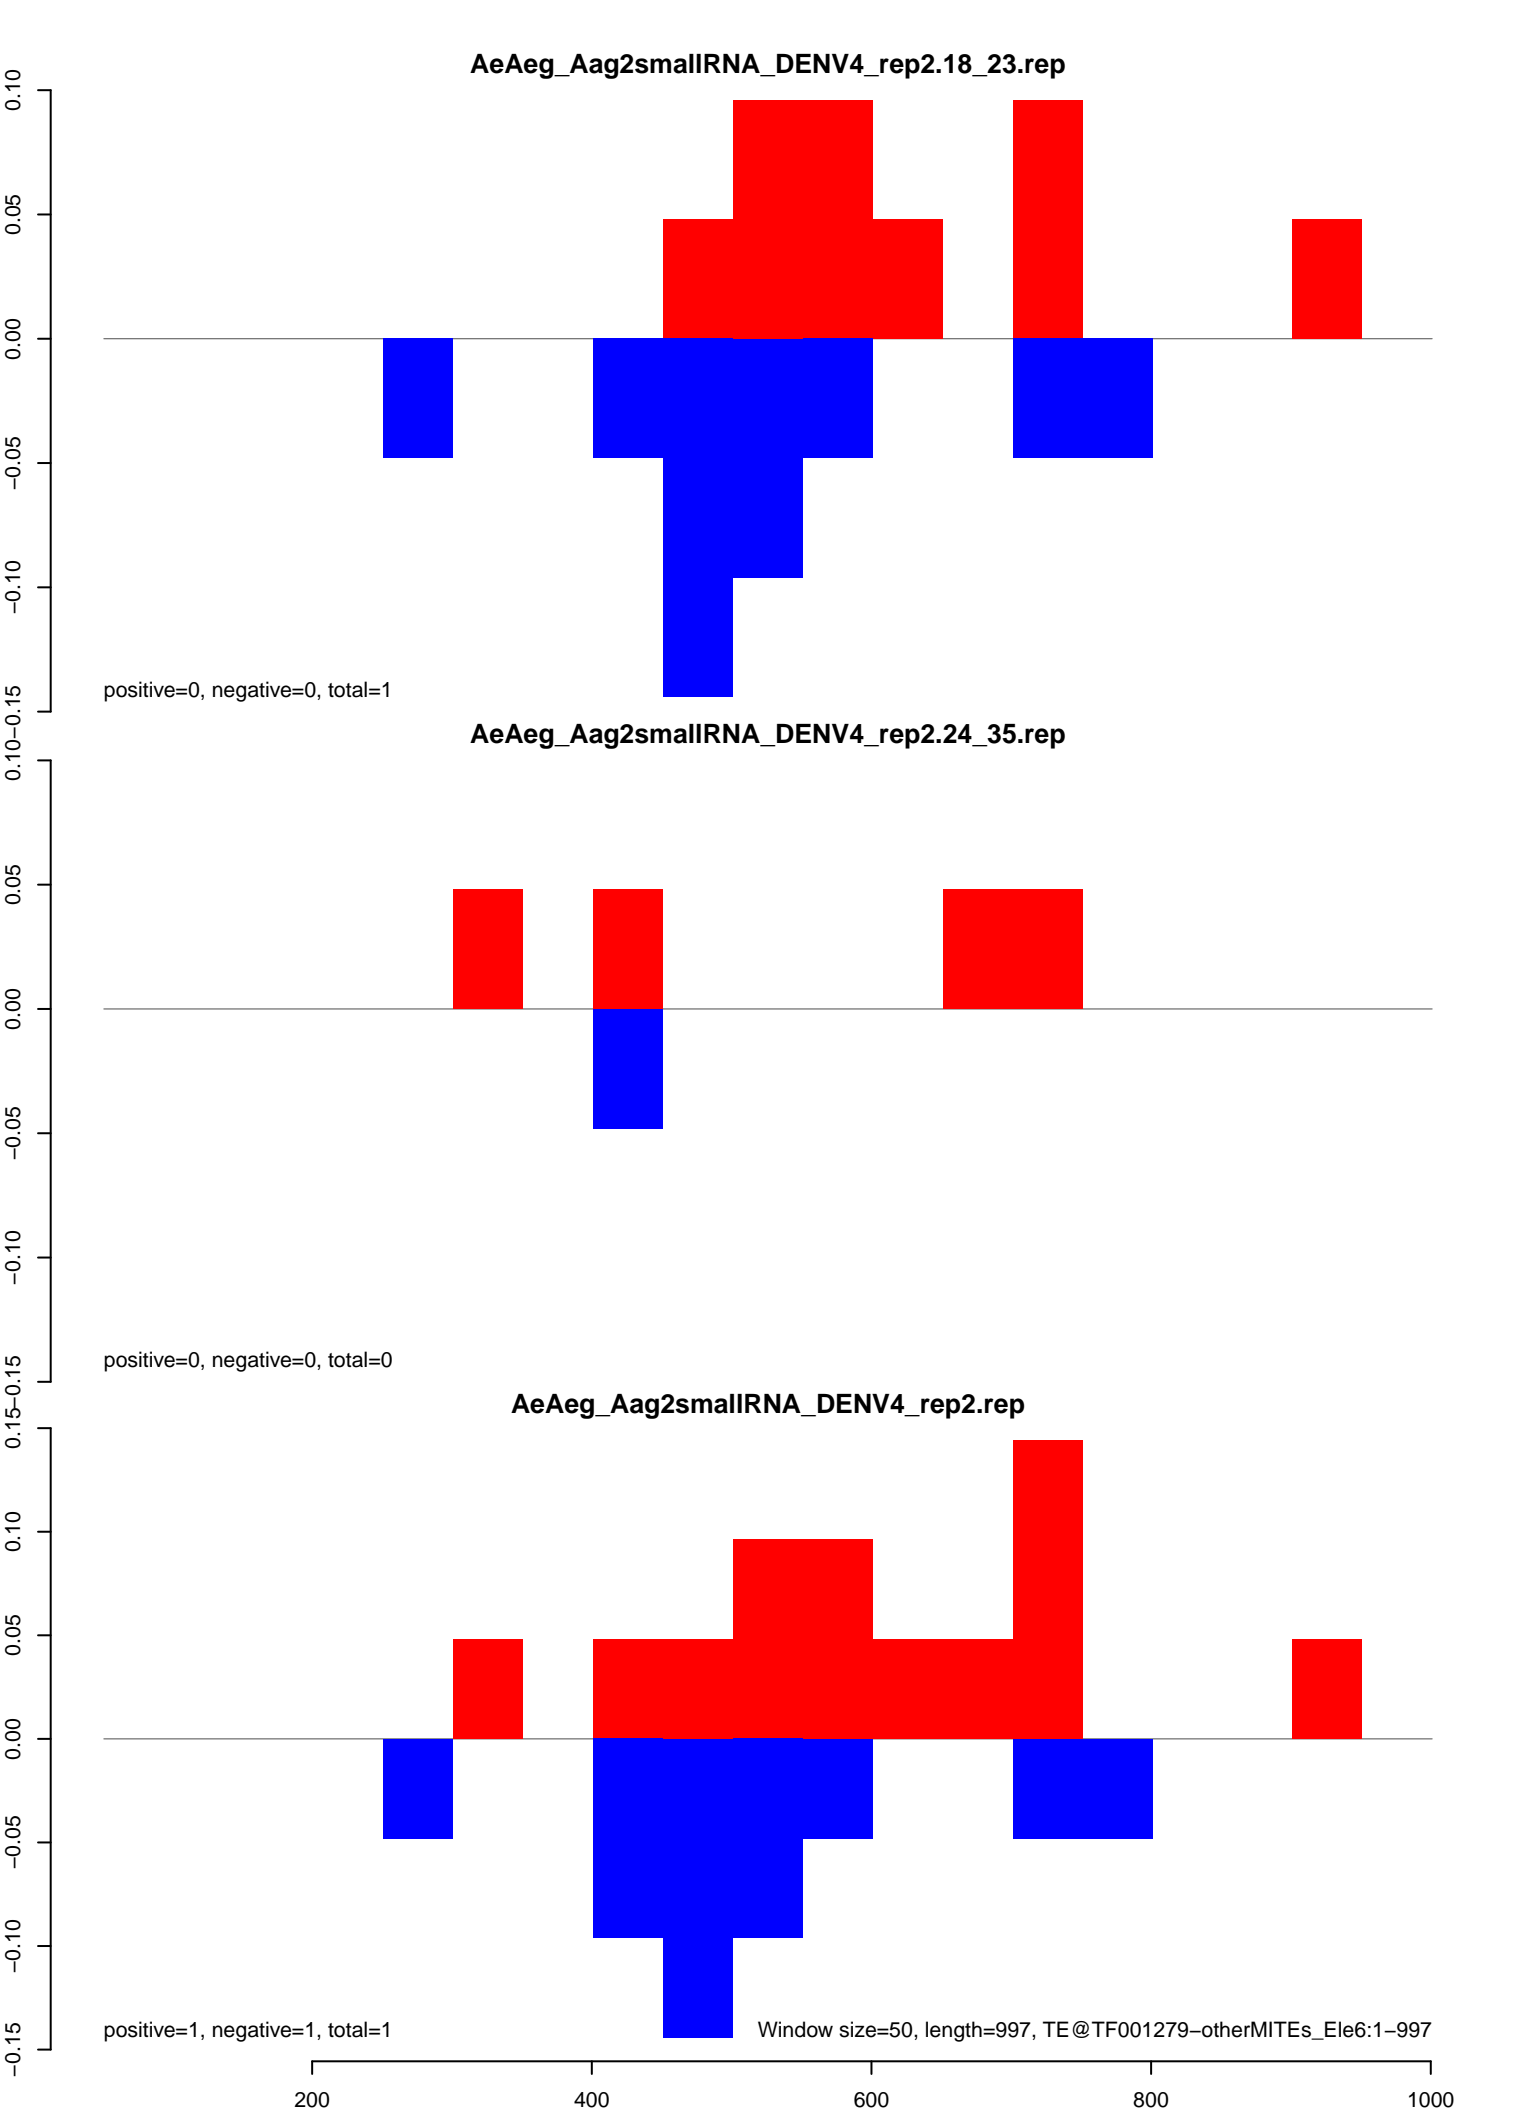 AeAeg_Aag2smallRNA_DENV4_rep2.18_23.rep
0.10
0.05
0.00
−0.05
−0.10
−0.15
positive=0, negative=0, total=1
AeAeg_Aag2smallRNA_DENV4_rep2.24_35.rep
0.10
0.05
0.00
−0.05
−0.10
−0.15
positive=0, negative=0, total=0
AeAeg_Aag2smallRNA_DENV4_rep2.rep
0.15
0.10
0.05
0.00
−0.05
−0.10
−0.15
positive=1, negative=1, total=1
Window size=50, length=997, TE@TF001279−otherMITEs_Ele6:1−997
200 400 600 800 1000